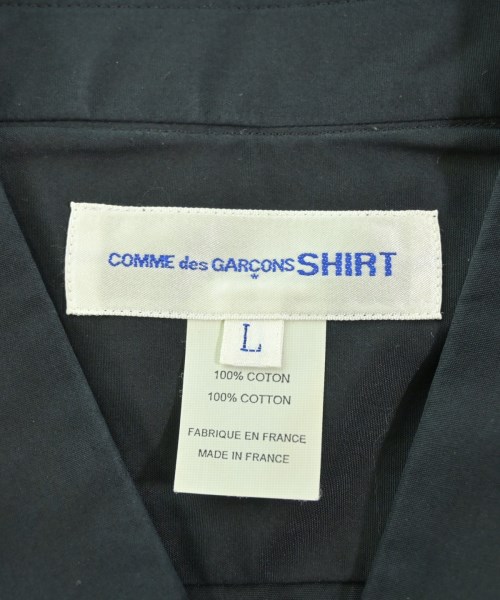 COMME des GARÇONS SHIRT
L
100% COTON
100% COTTON
FABRIQUE EN FRANCE
MADE IN FRANCE